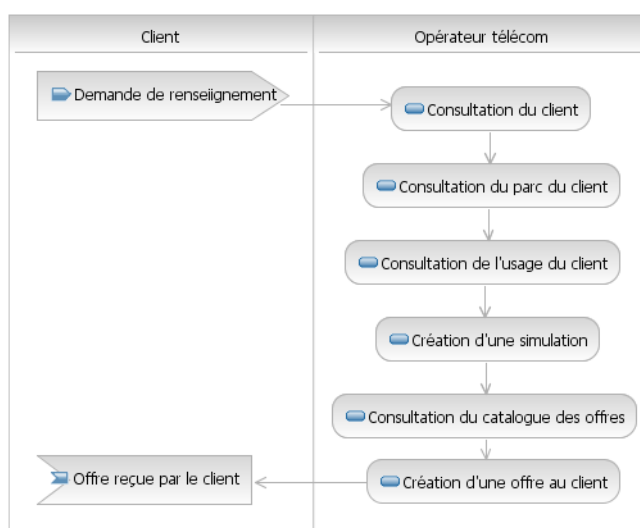 Client
Opérateur télécom
Demande de renseiignement
Consultation du client
Consultation du parc du client
Consultation de l'usage du client
Création d'une simulation
Consultation du catalogue des offres
Offre reçue par le client
Création d'une offre au client